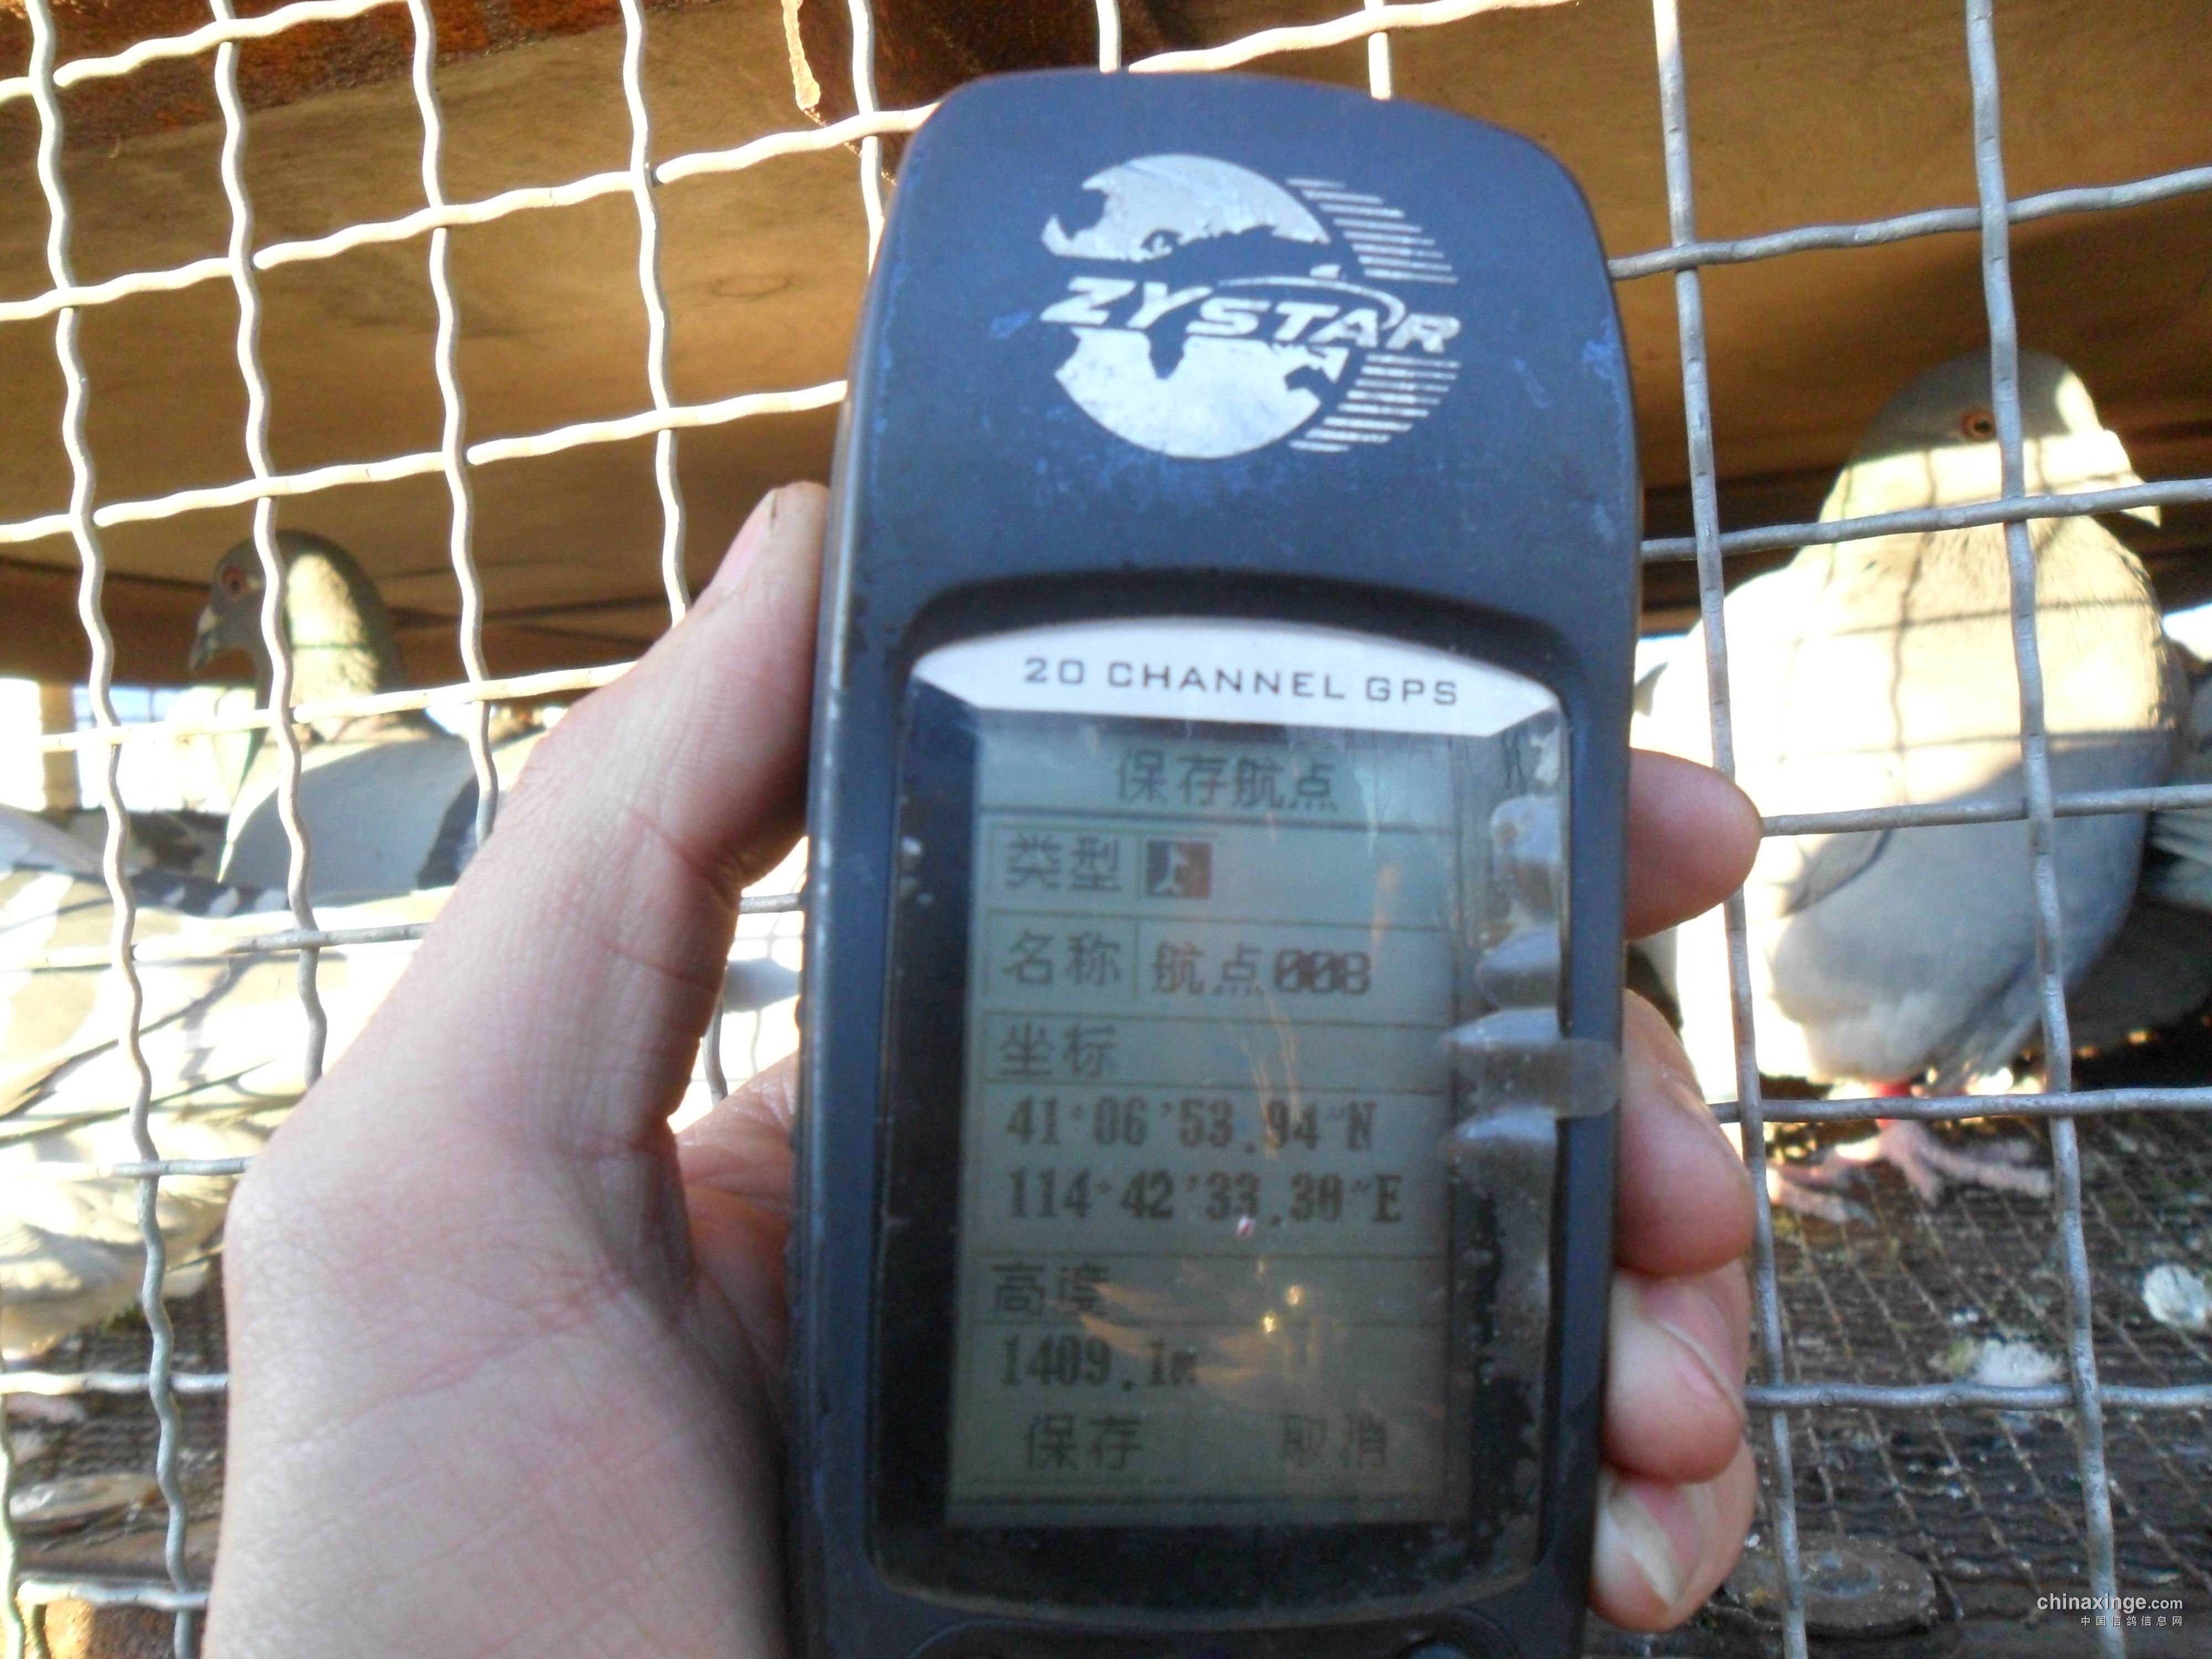 ZYSTAR
20 CHANNEL GPS
保存航点
类型
名称 航点008
坐标
41°06'53.94"N
114°42'33.30"E
高度
1409.1m
保存 取消
chinaxinge.com
中国信鸽信息网